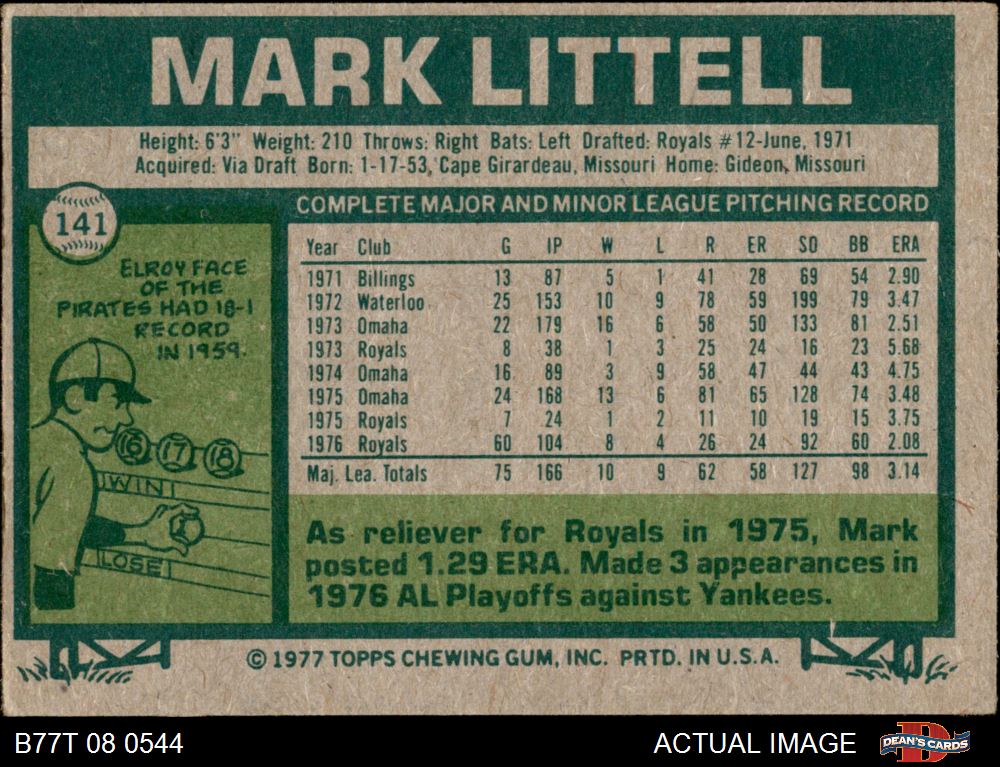 MARK LITTELL
Height: 6'3" Weight: 210 Throws: Right Bats: Left Drafted: Royals #12-June, 1971
Acquired: Via Draft Born: 1-17-53, Cape Girardeau, Missouri Home: Gideon, Missouri
141
ELROY FACE
OF THE
PIRATES HAD 18-1
RECORD
IN 1959.
16 17 18
WIN
1
LOSE
COMPLETE MAJOR AND MINOR LEAGUE PITCHING RECORD
Year Club G IP W L R ER SO BB ERA
1971 Billings 13 87 5 1 41 28 69 54 2.90
1972 Waterloo 25 153 10 9 78 59 199 79 3.47
1973 Omaha 22 179 16 6 58 50 133 81 2.51
1973 Royals 8 38 1 3 25 24 16 23 5.68
1974 Omaha 16 89 3 9 58 47 44 43 4.75
1975 Omaha 24 168 13 6 81 65 128 74 3.48
1975 Royals 7 24 1 2 11 10 19 15 3.75
1976 Royals 60 104 8 4 26 24 92 60 2.08
Maj. Lea. Totals 75 166 10 9 62 58 127 98 3.14
As reliever for Royals in 1975, Mark
posted 1.29 ERA. Made 3 appearances in
1976 AL Playoffs against Yankees.
© 1977 TOPPS CHEWING GUM, INC. PRTD. IN U.S.A.
B77T 08 0544
ACTUAL IMAGE
D
DEAN'S CARDS